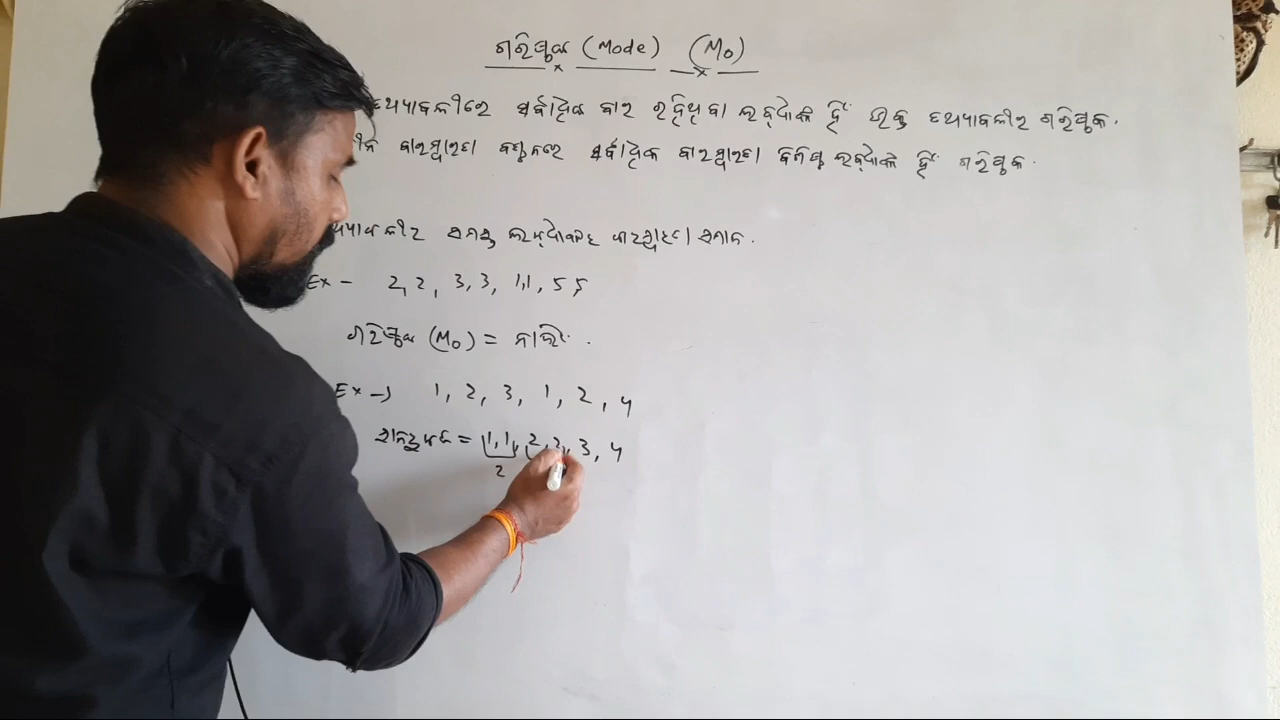 ଗରିଷ୍ଠକ (Mode) (Mo)
ତଥ୍ୟାବଳୀରେ ସର୍ବାଧିକ ବାର ରହିଥିବା ଲବ୍ଧାଙ୍କ ହିଁ ଉକ୍ତ ତଥ୍ୟାବଳୀର ଗରିଷ୍ଠକ.
ବାରମ୍ବାରତା ବଣ୍ଟନରେ ସର୍ବାଧିକ ବାରମ୍ବାରତା ବିଶିଷ୍ଟ ଲବ୍ଧାଙ୍କ ହିଁ ଗରିଷ୍ଠକ.
ତଥ୍ୟାବଳୀର ସମସ୍ତ ଲବ୍ଧାଙ୍କର ବାରମ୍ବାରତା ସମାନ.
Ex – 2, 2, 3, 3, 1, 1, 5, 5
ଗରିଷ୍ଠକ (Mo) = ନାହିଁ.
Ex → 1, 2, 3, 1, 2, 4
= 1, 1, 2, 2, 3, 4
2